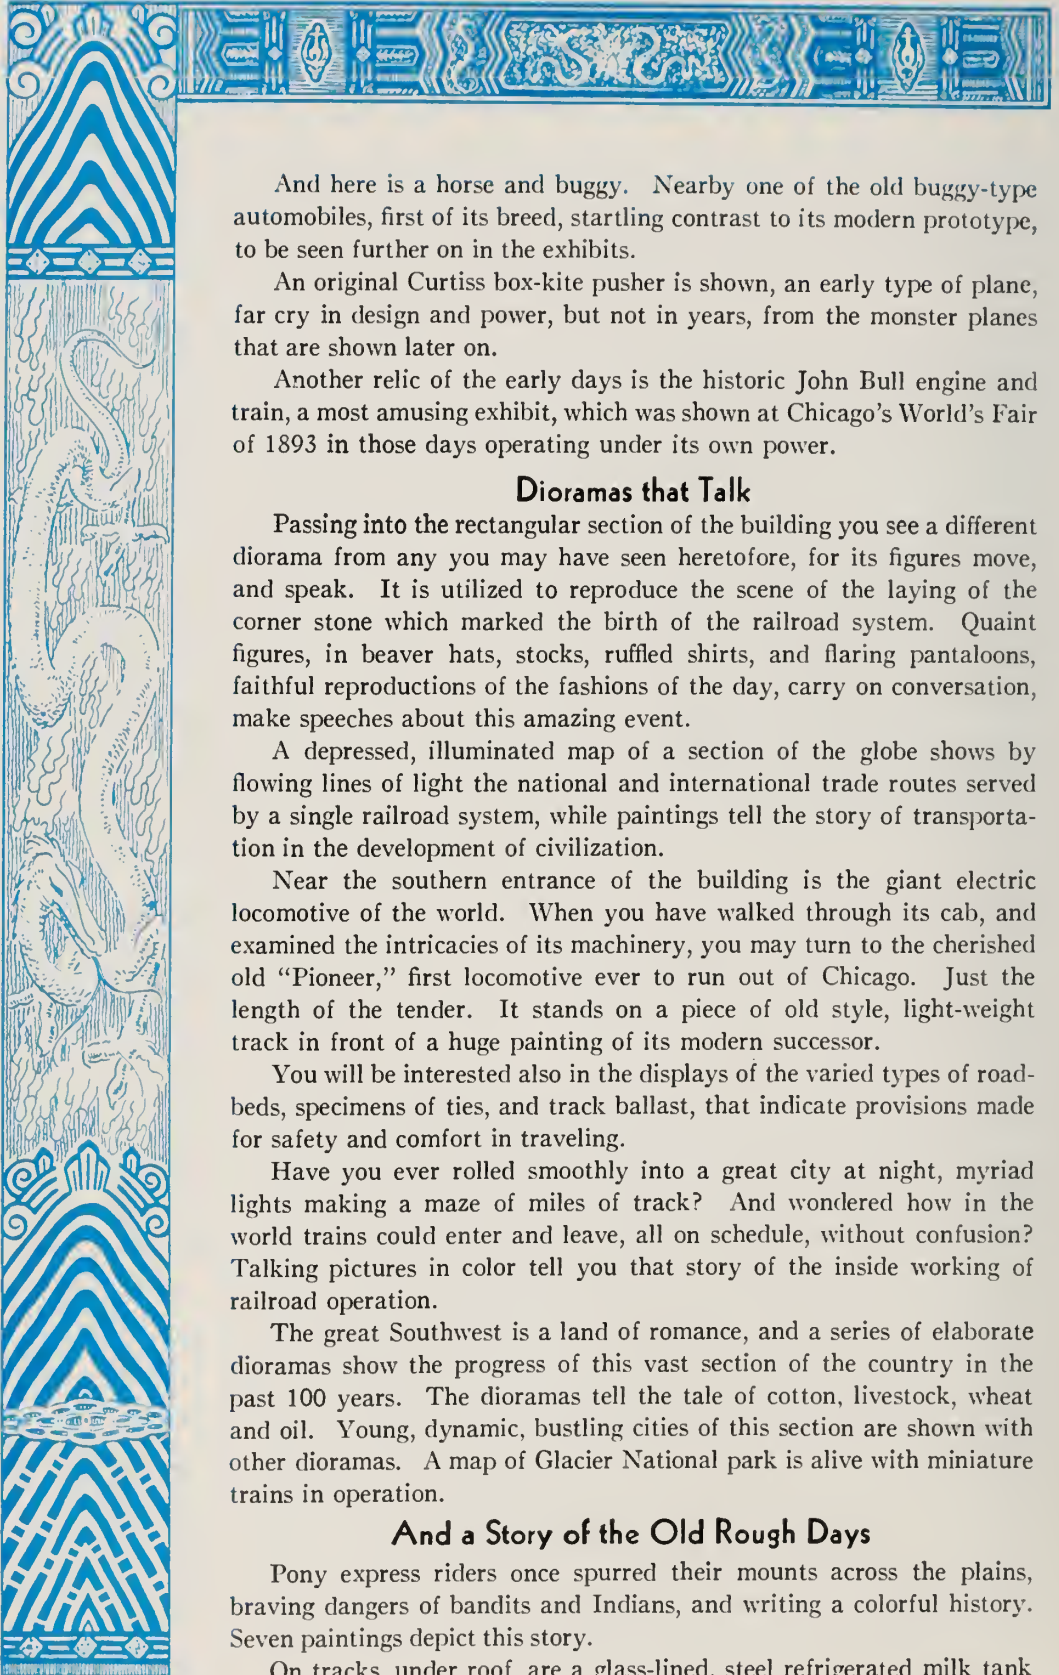 And here is a horse and buggy. Nearby one of the old buggy-type
automobiles, first of its breed, startling contrast to its modern prototype,
to be seen further on in the exhibits.
An original Curtiss box-kite pusher is shown, an early type of plane,
far cry in design and power, but not in years, from the monster planes
that are shown later on.
Another relic of the early days is the historic John Bull engine and
train, a most amusing exhibit, which was shown at Chicago's World's Fair
of 1893 in those days operating under its own power.
Dioramas that Talk
Passing into the rectangular section of the building you see a different
diorama from any you may have seen heretofore, for its figures move,
and speak. It is utilized to reproduce the scene of the laying of the
corner stone which marked the birth of the railroad system. Quaint
figures, in beaver hats, stocks, ruffled shirts, and flaring pantaloons,
faithful reproductions of the fashions of the day, carry on conversation,
make speeches about this amazing event.
A depressed, illuminated map of a section of the globe shows by
flowing lines of light the national and international trade routes served
by a single railroad system, while paintings tell the story of transporta-
tion in the development of civilization.
Near the southern entrance of the building is the giant electric
locomotive of the world. When you have walked through its cab, and
examined the intricacies of its machinery, you may turn to the cherished
old "Pioneer," first locomotive ever to run out of Chicago. Just the
length of the tender. It stands on a piece of old style, light-weight
track in front of a huge painting of its modern successor.
You will be interested also in the displays of the varied types of road-
beds, specimens of ties, and track ballast, that indicate provisions made
for safety and comfort in traveling.
Have you ever rolled smoothly into a great city at night, myriad
lights making a maze of miles of track? And wondered how in the
world trains could enter and leave, all on schedule, without confusion?
Talking pictures in color tell you that story of the inside working of
railroad operation.
The great Southwest is a land of romance, and a series of elaborate
dioramas show the progress of this vast section of the country in the
past 100 years. The dioramas tell the tale of cotton, livestock, wheat
and oil. Young, dynamic, bustling cities of this section are shown with
other dioramas. A map of Glacier National park is alive with miniature
trains in operation.
And a Story of the Old Rough Days
Pony express riders once spurred their mounts across the plains,
braving dangers of bandits and Indians, and writing a colorful history.
Seven paintings depict this story.
On tracks, under roof, are a glass-lined, steel refrigerated milk tank